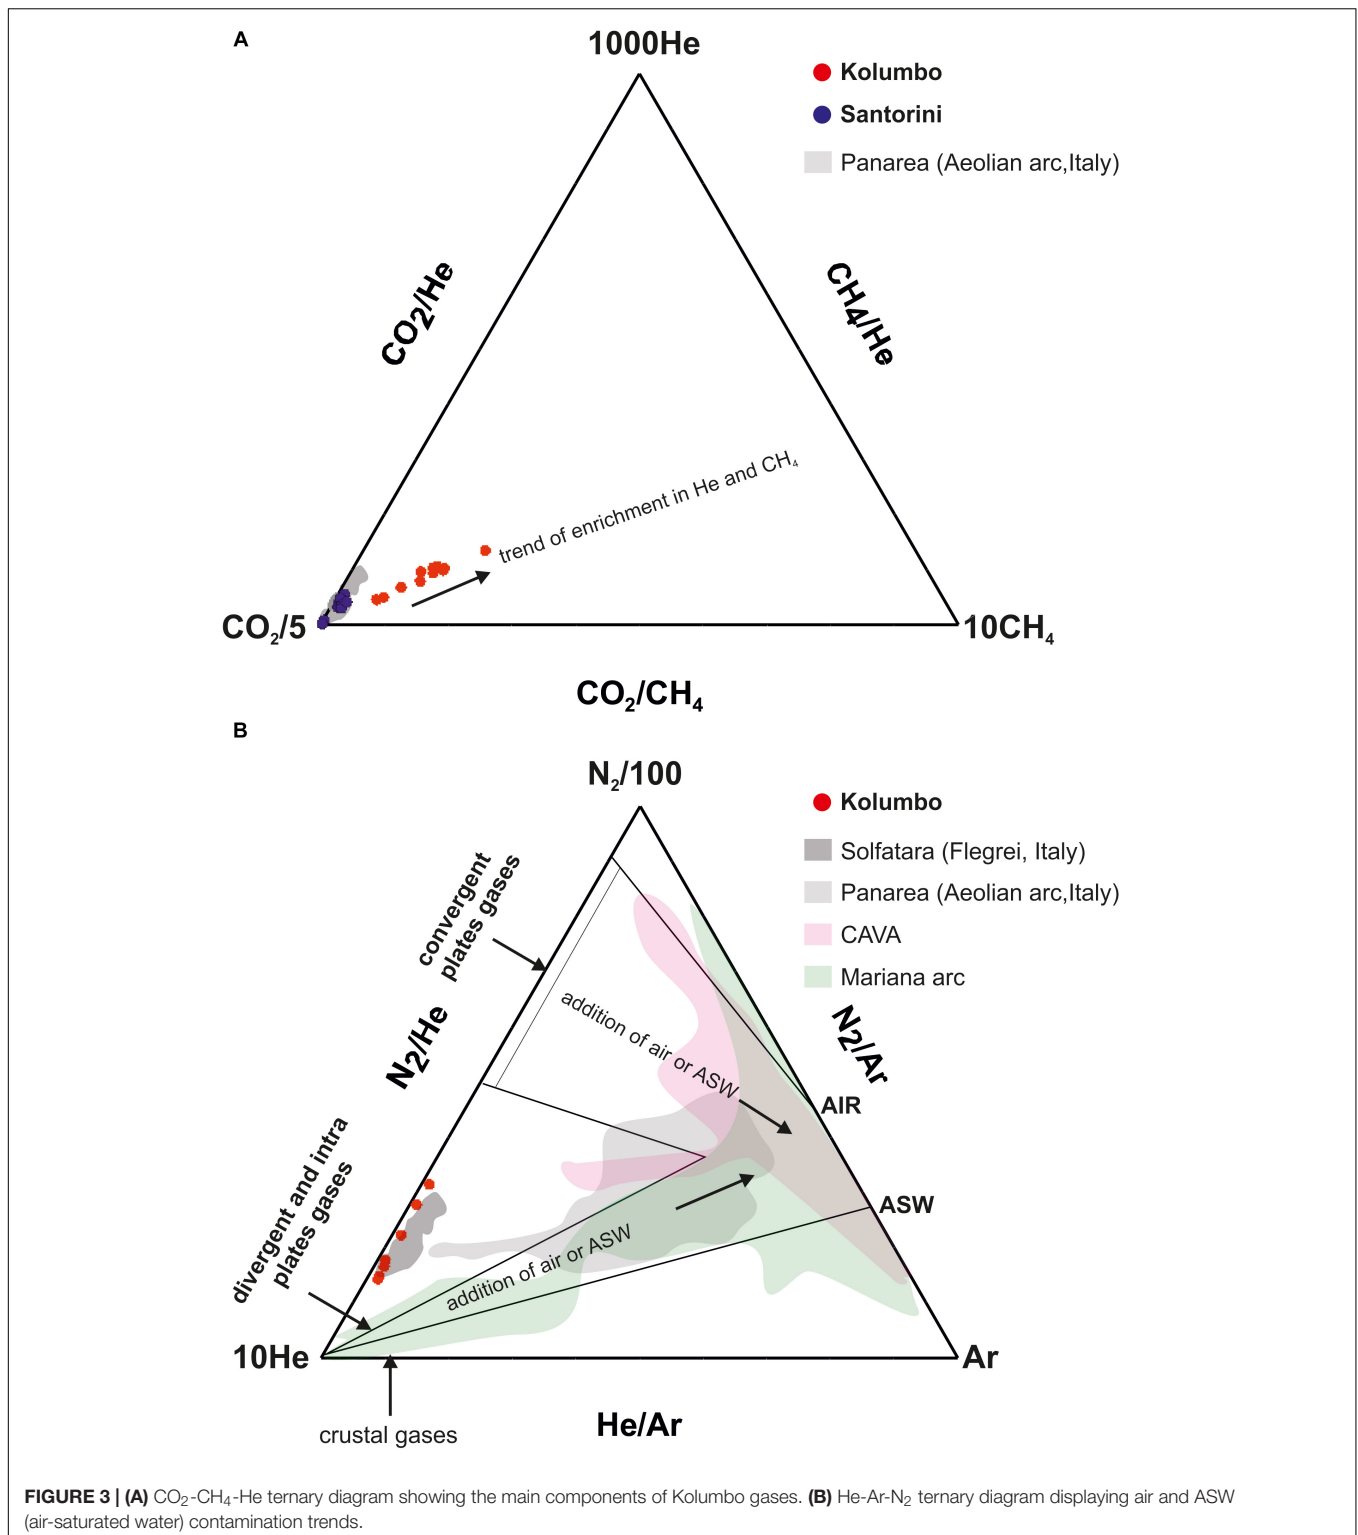 A
1000He
Kolumbo
Santorini
Panarea (Aeolian arc,Italy)
CO2/He
CH4/He
trend of enrichment in He and CH4
CO2/5
10CH4
CO2/CH4
B
N2/100
Kolumbo
Solfatara (Flegrei, Italy)
Panarea (Aeolian arc,Italy)
CAVA
Mariana arc
convergent
plates gases
N2/He
N2/Ar
addition of air or ASW
AIR
divergent and intra
plates gases
ASW
addition of air or ASW
10He
Ar
He/Ar
crustal gases
FIGURE 3 | (A) CO2-CH4-He ternary diagram showing the main components of Kolumbo gases. (B) He-Ar-N2 ternary diagram displaying air and ASW
(air-saturated water) contamination trends.